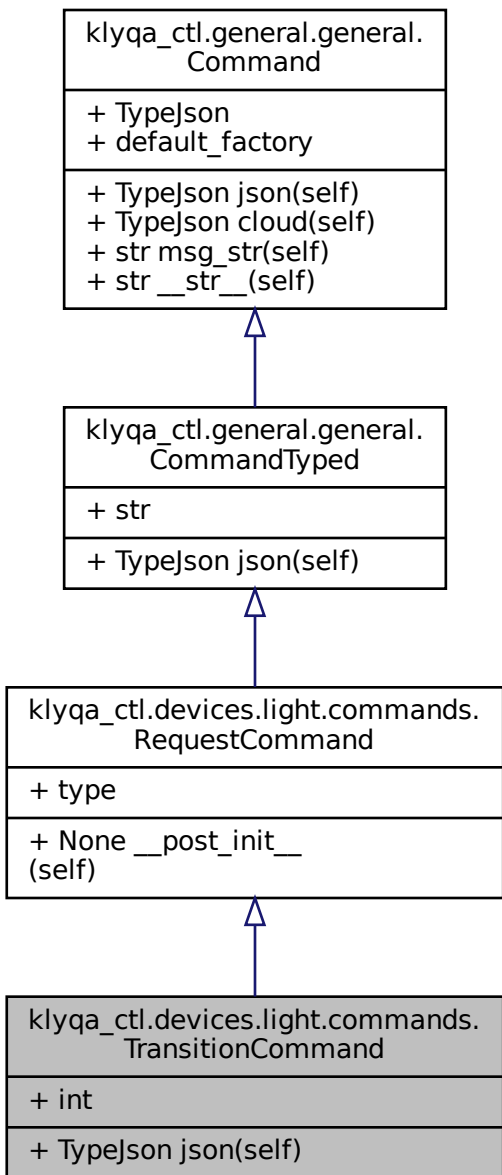 klyqa_ctl.general.general.
Command
+ TypeJson
+ default_factory
+ TypeJson json(self)
+ TypeJson cloud(self)
+ str msg_str(self)
+ str __str__(self)
klyqa_ctl.general.general.
CommandTyped
+ str
+ TypeJson json(self)
klyqa_ctl.devices.light.commands.
RequestCommand
+ type
+ None __post_init__
(self)
klyqa_ctl.devices.light.commands.
TransitionCommand
+ int
+ TypeJson json(self)